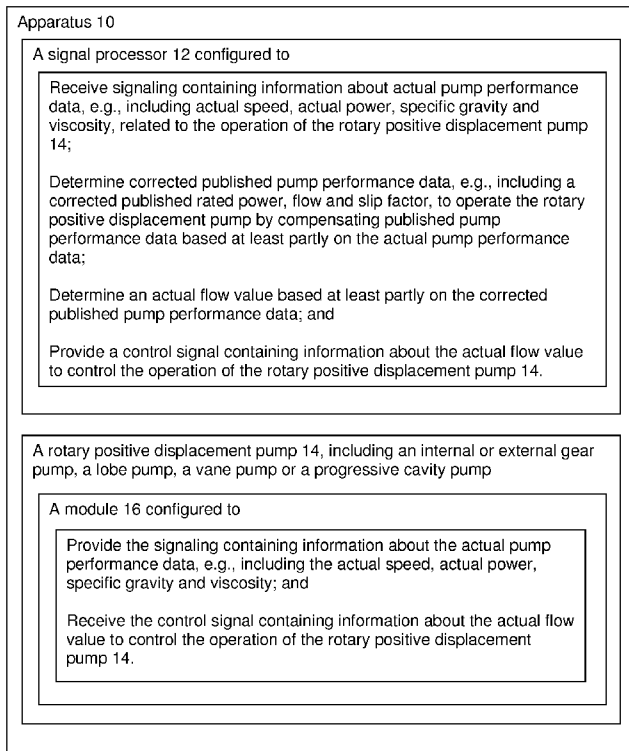 Apparatus 10
A signal processor 12 configured to
Receive signaling containing information about actual pump performance
data, e.g., including actual speed, actual power, specific gravity and
viscosity, related to the operation of the rotary positive displacement pump
14;
Determine corrected published pump performance data, e.g., including a
corrected published rated power, flow and slip factor, to operate the rotary
positive displacement pump by compensating published pump
performance data based at least partly on the actual pump performance
data;
Determine an actual flow value based at least partly on the corrected
published pump performance data; and
Provide a control signal containing information about the actual flow value
to control the operation of the rotary positive displacement pump 14.
A rotary positive displacement pump 14, including an internal or external gear
pump, a lobe pump, a vane pump or a progressive cavity pump
A module 16 configured to
Provide the signaling containing information about the actual pump
performance data, e.g., including the actual speed, actual power,
specific gravity and viscosity; and
Receive the control signal containing information about the actual flow
value to control the operation of the rotary positive displacement
pump 14.